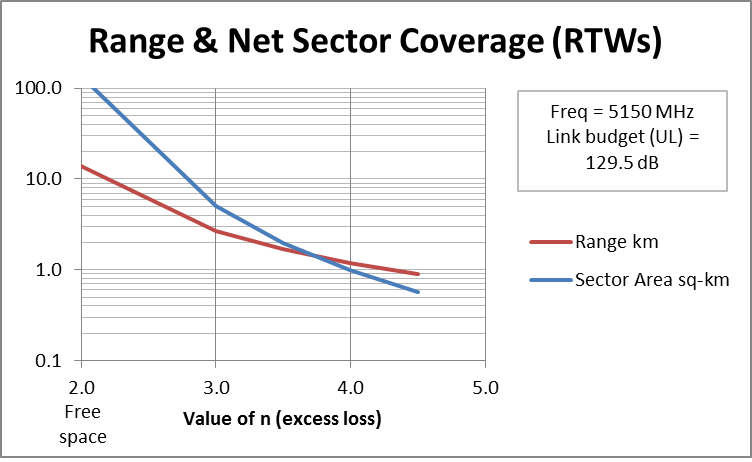 Range & Net Sector Coverage (RTWs)
100.0
10.0
1.0
0.1
2.0
3.0
4.0
5.0
Free
space
Value of n (excess loss)
Freq = 5150 MHz
Link budget (UL) =
129.5 dB
Range km
Sector Area sq-km